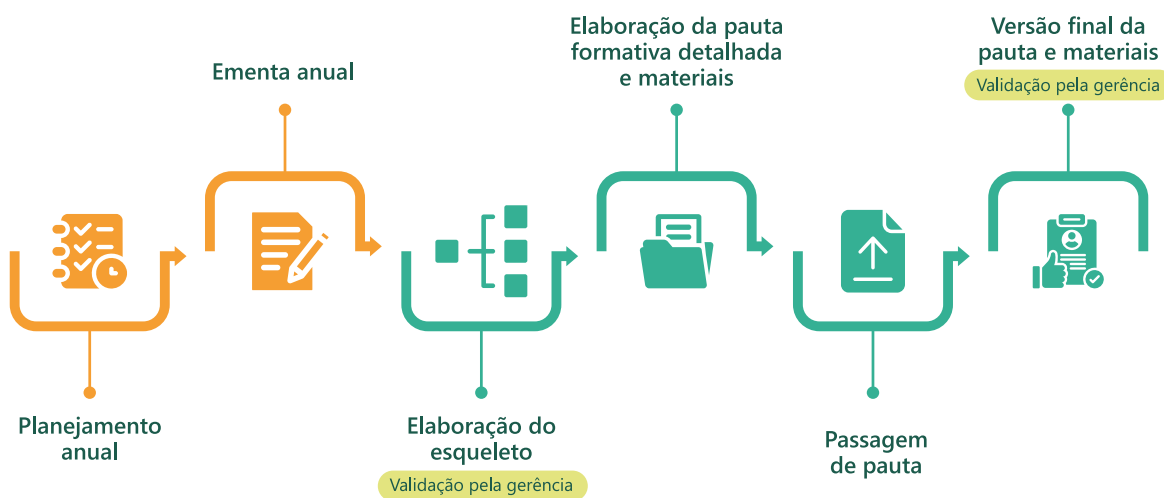 Planejamento
anual
Ementa anual
Elaboração do
esqueleto
Validação pela gerência
Elaboração da pauta
formativa detalhada
e materiais
Passagem
de pauta
Versão final da
pauta e materiais
Validação pela gerência